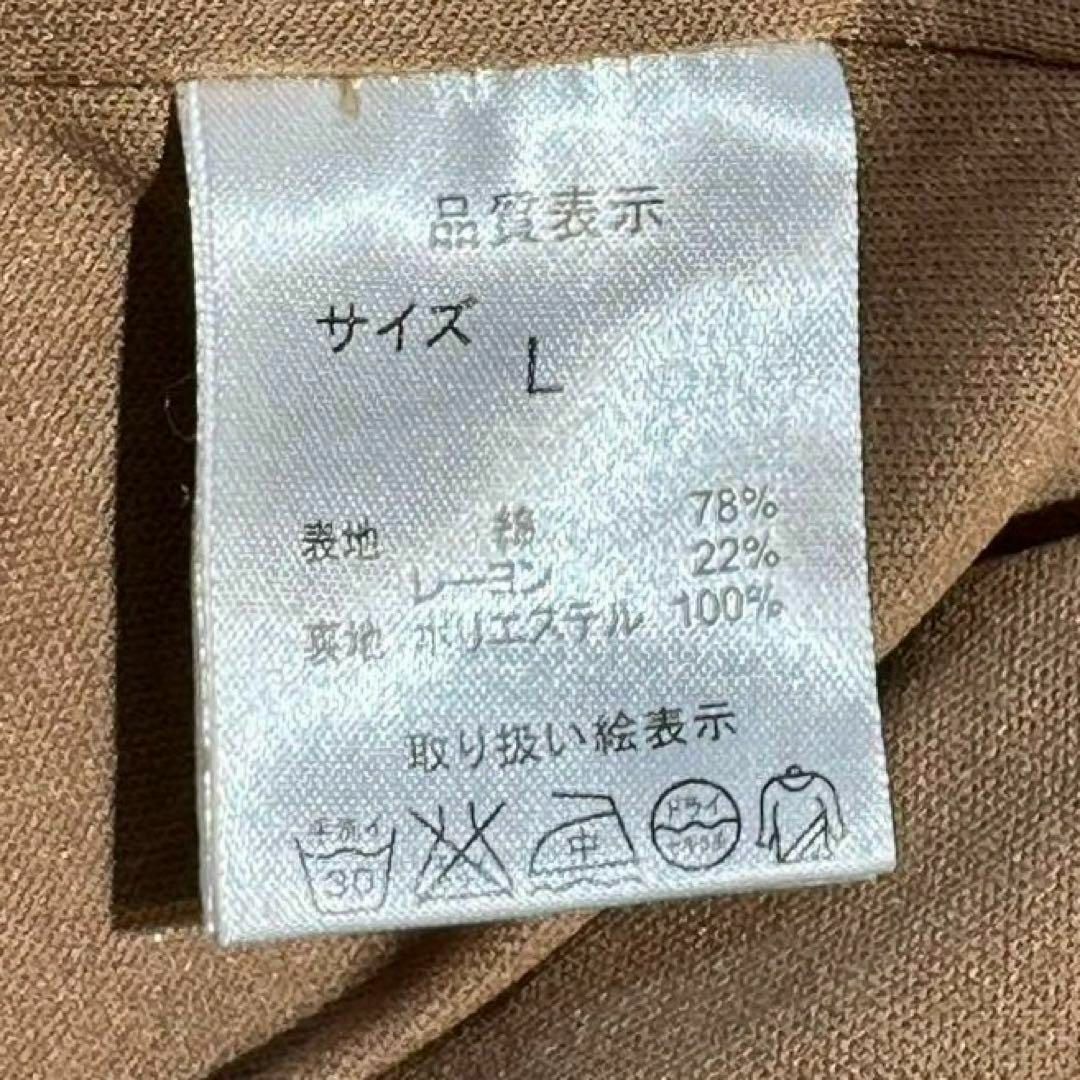 品質表示
サイズ
L
表地 綿 78%
レーヨン 22%
裏地 ポリエステル 100%
取り扱い絵表示
手洗イ 30 中 ドライ